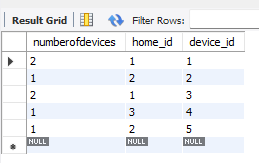 Result Grid Filter Rows:
numberofdevices home_id device_id
2 1 1
1 2 2
2 1 3
1 3 4
1 2 5
NULL NULL NULL